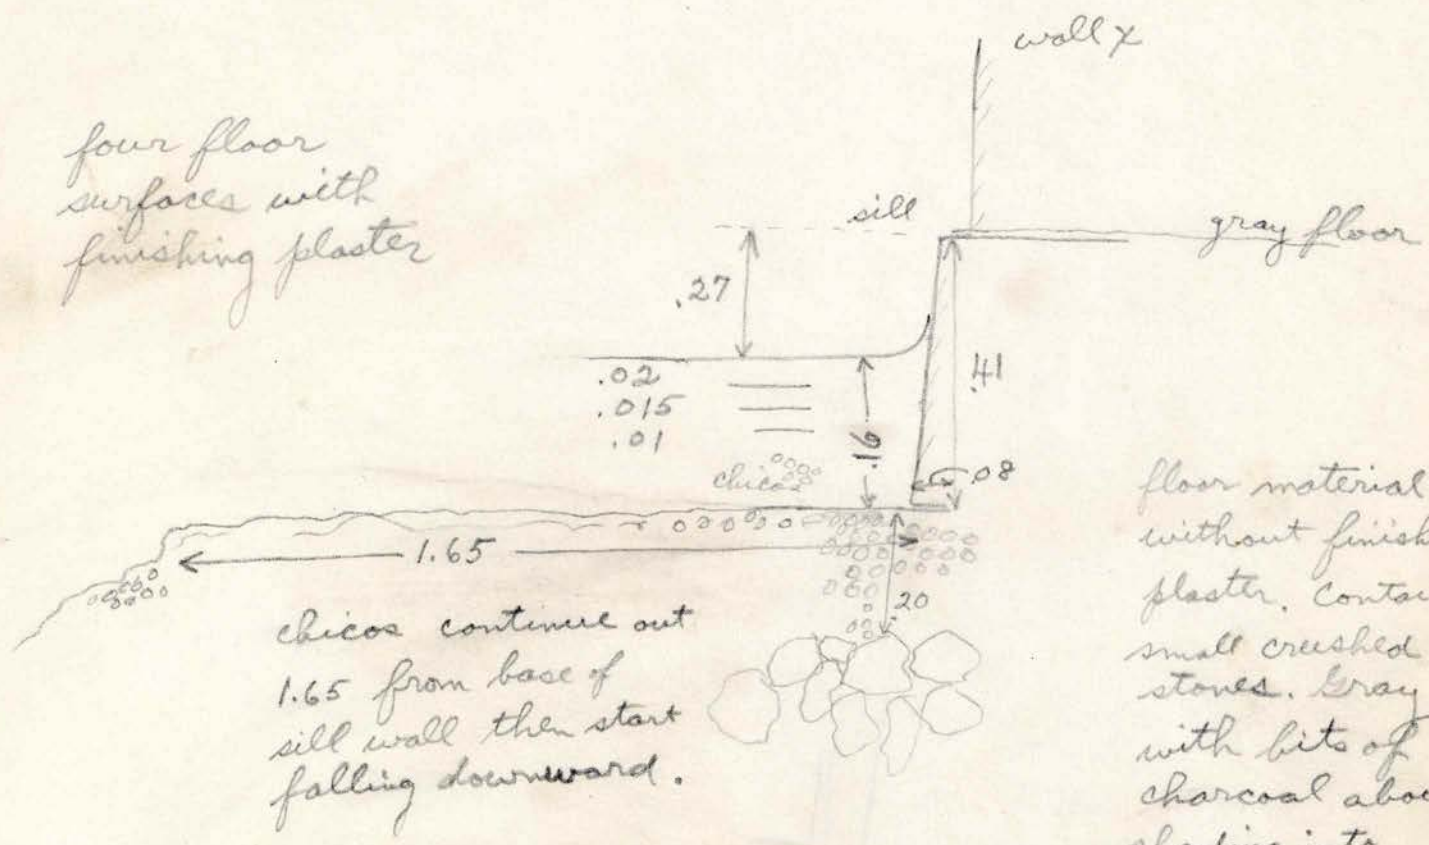 wall x
four floor
surfaces with
finishing plaster
sill
gray floor
.27
.41
.02
.015
.01
.16
chicos
.08
1.65
.20
chicos continue out
1.65 from base of
sill wall then start
falling downward.
floor material
without finish
plaster. Contai
small crushed
stones. Gray
with bits of
charcoal abo